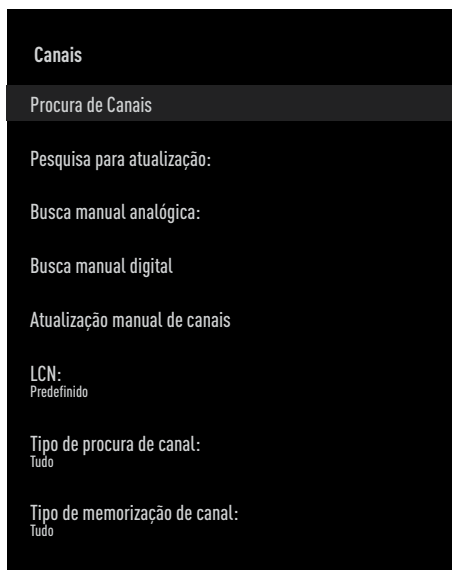 Canais
Procura de Canais
Pesquisa para atualização:
Busca manual analógica:
Busca manual digital
Atualização manual de canais
LCN:
Predefinido
Tipo de procura de canal:
Tudo
Tipo de memorização de canal:
Tudo